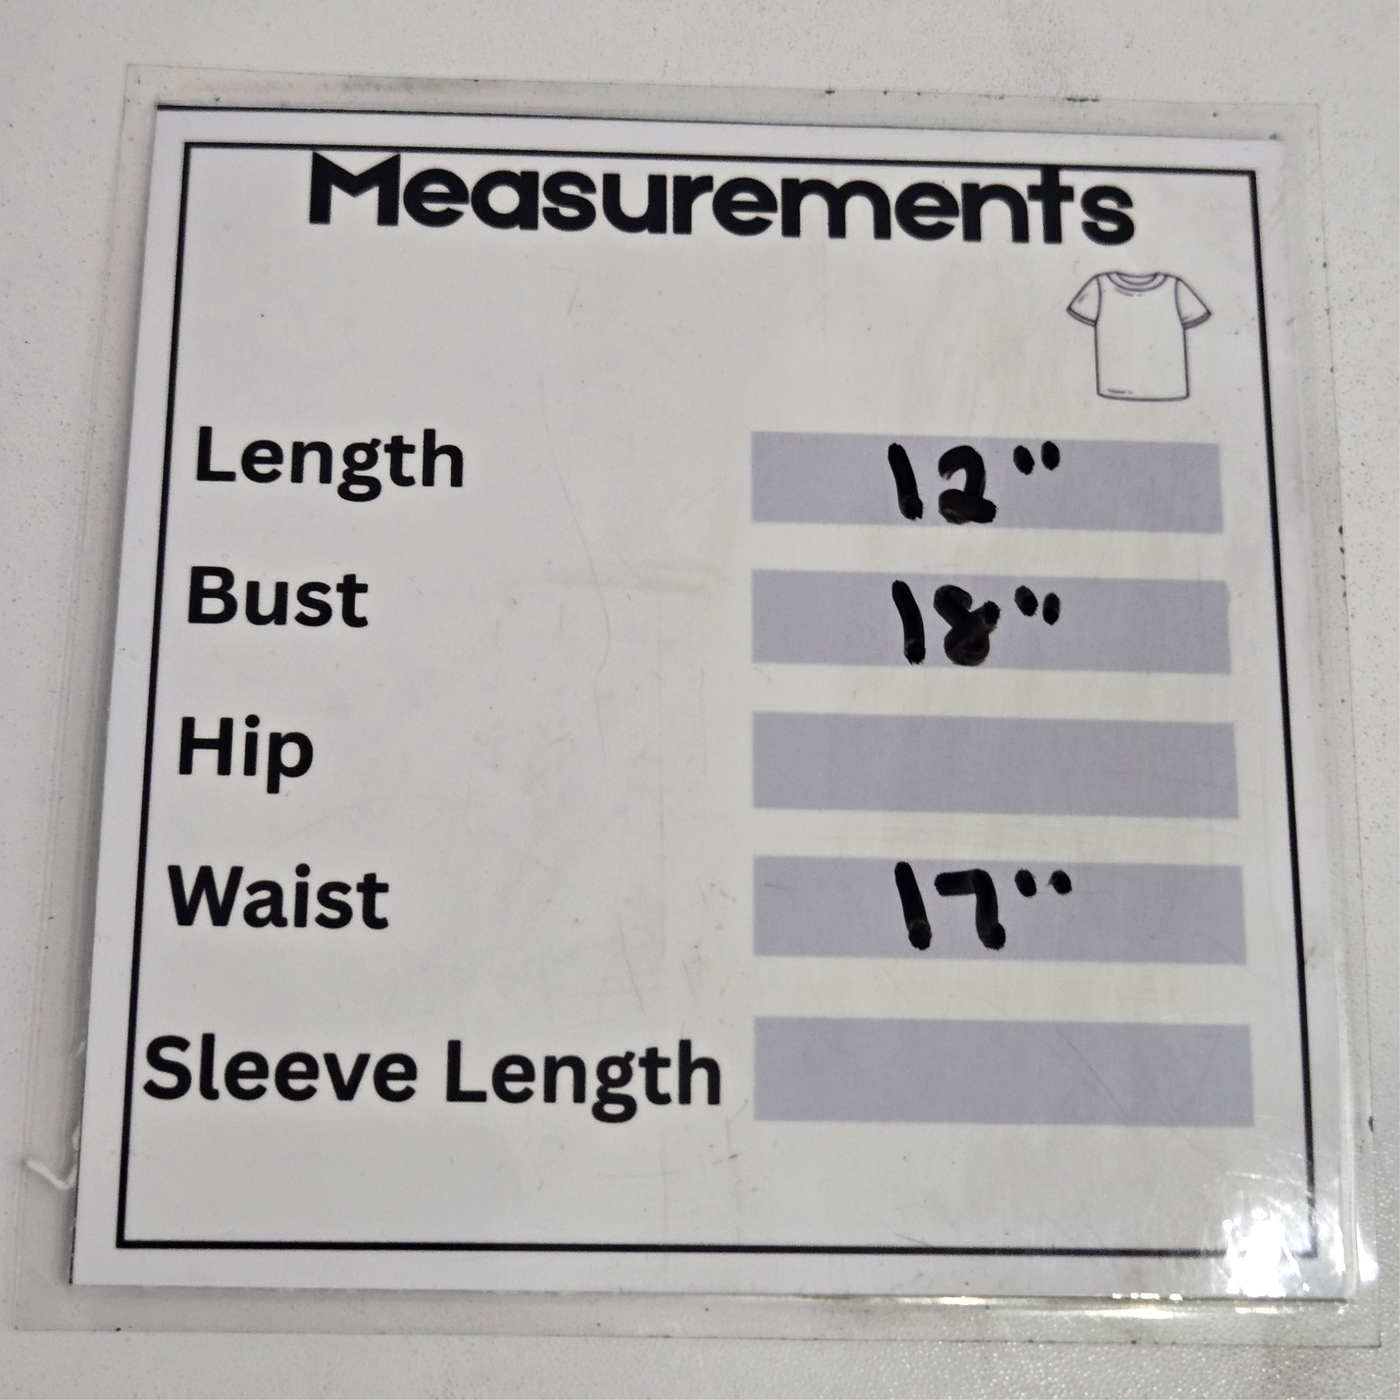 Measurements
Length 12"
Bust 18"
Hip
Waist 17"
Sleeve Length